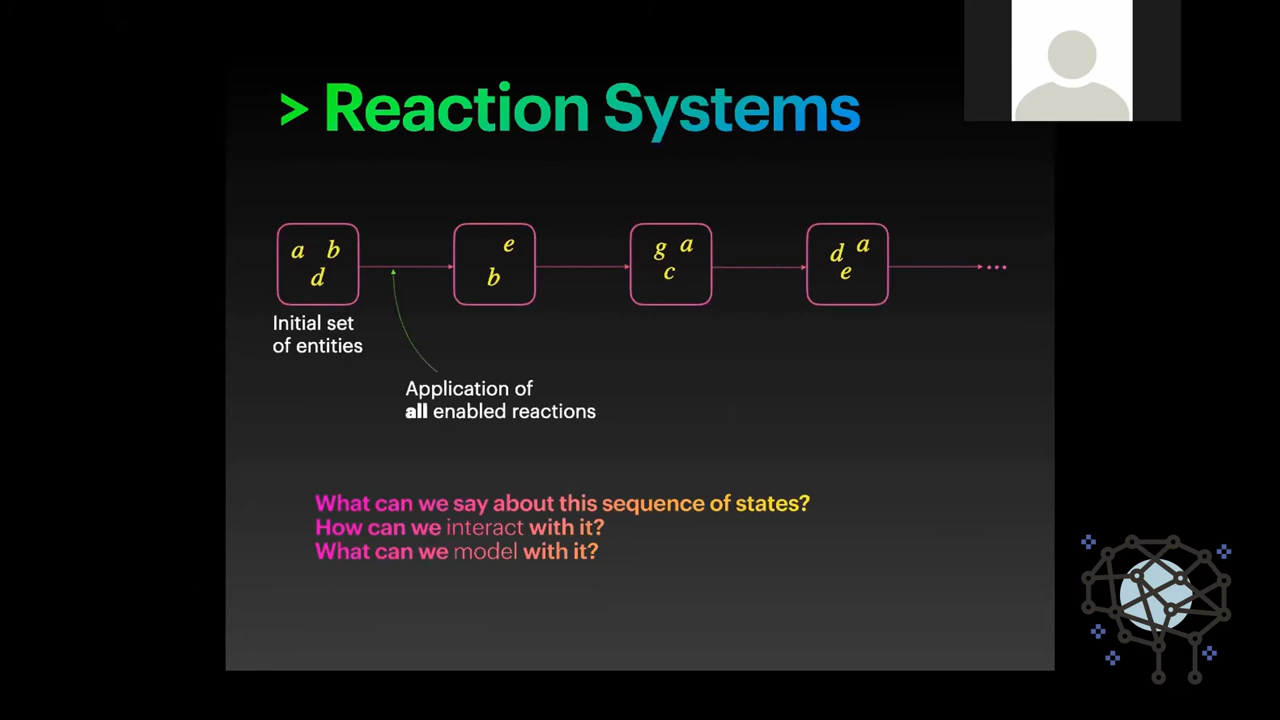 > Reaction Systems
a b
d
e
b
g a
c
d a
e
...
Initial set
of entities
Application of
all enabled reactions
What can we say about this sequence of states?
How can we interact with it?
What can we model with it?